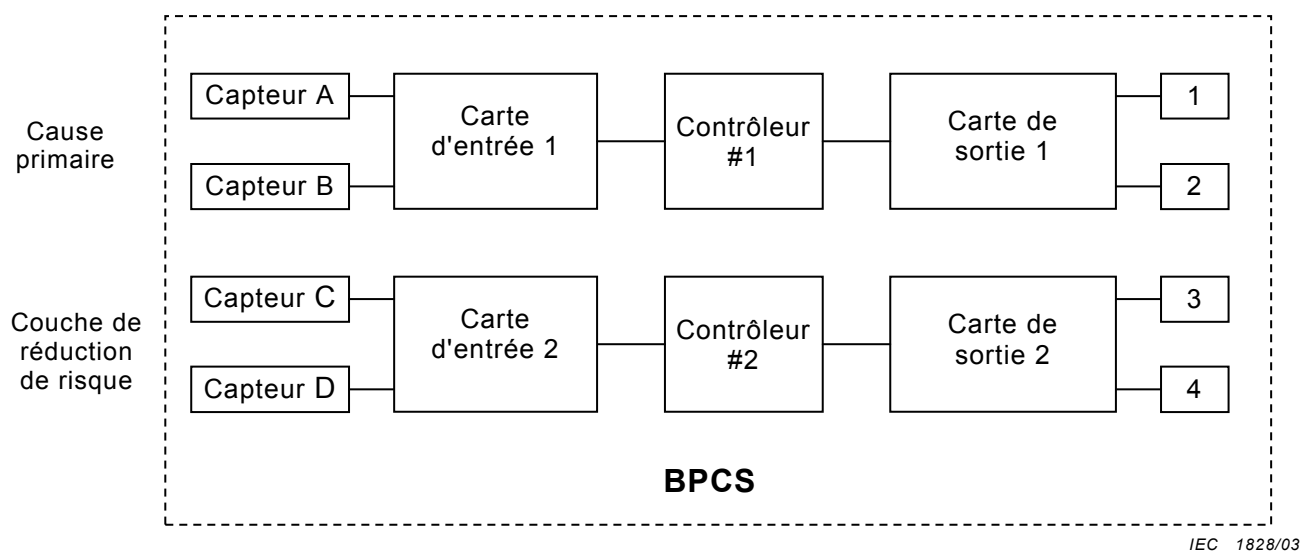 Cause
primaire
Capteur A
Capteur B
Carte
d'entrée 1
Contrôleur
#1
Carte de
sortie 1
1
2
Couche de
réduction
de risque
Capteur C
Capteur D
Carte
d'entrée 2
Contrôleur
#2
Carte de
sortie 2
3
4
BPCS
IEC 1828/03